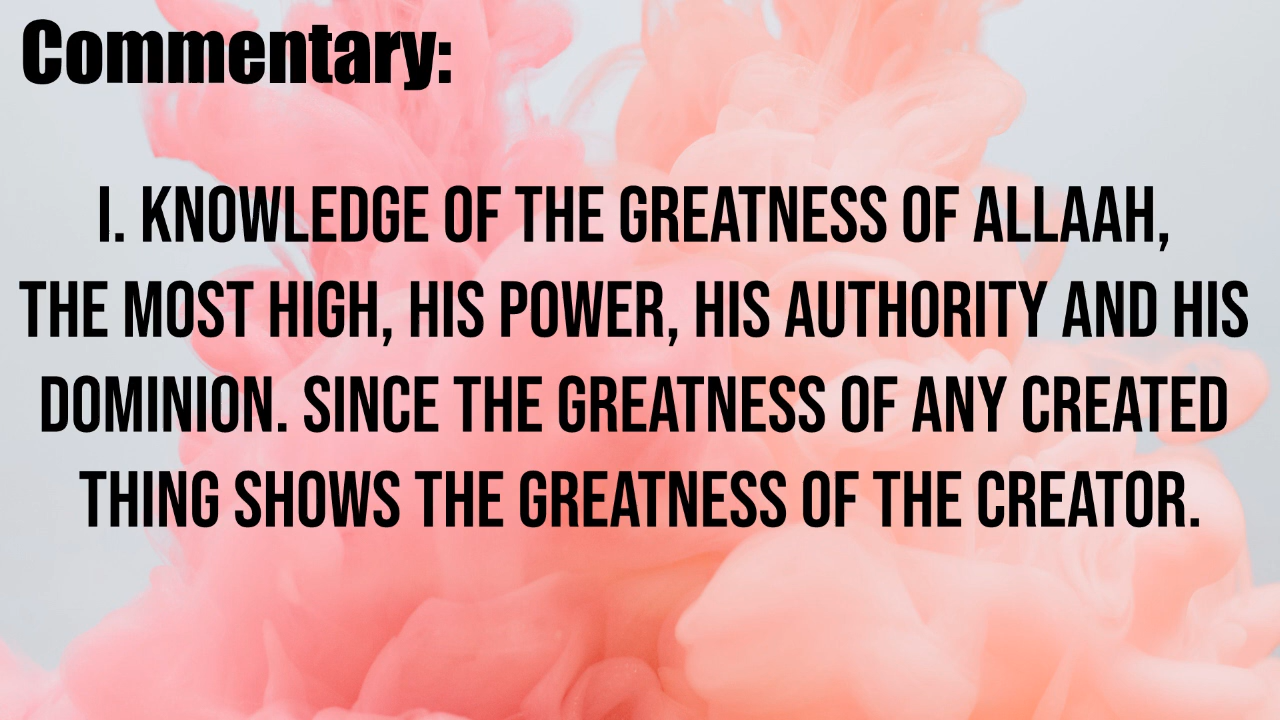 Commentary:
I. KNOWLEDGE OF THE GREATNESS OF ALLAAH,
THE MOST HIGH, HIS POWER, HIS AUTHORITY AND HIS
DOMINION. SINCE THE GREATNESS OF ANY CREATED
THING SHOWS THE GREATNESS OF THE CREATOR.